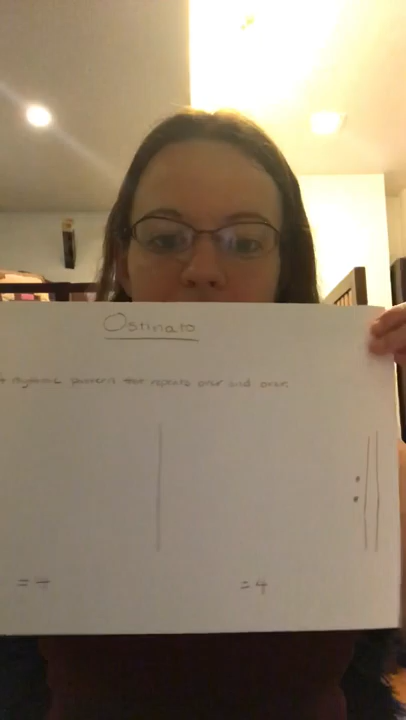 Ostinato
rhythmic pattern that repeats over and over.
= 4 = 4